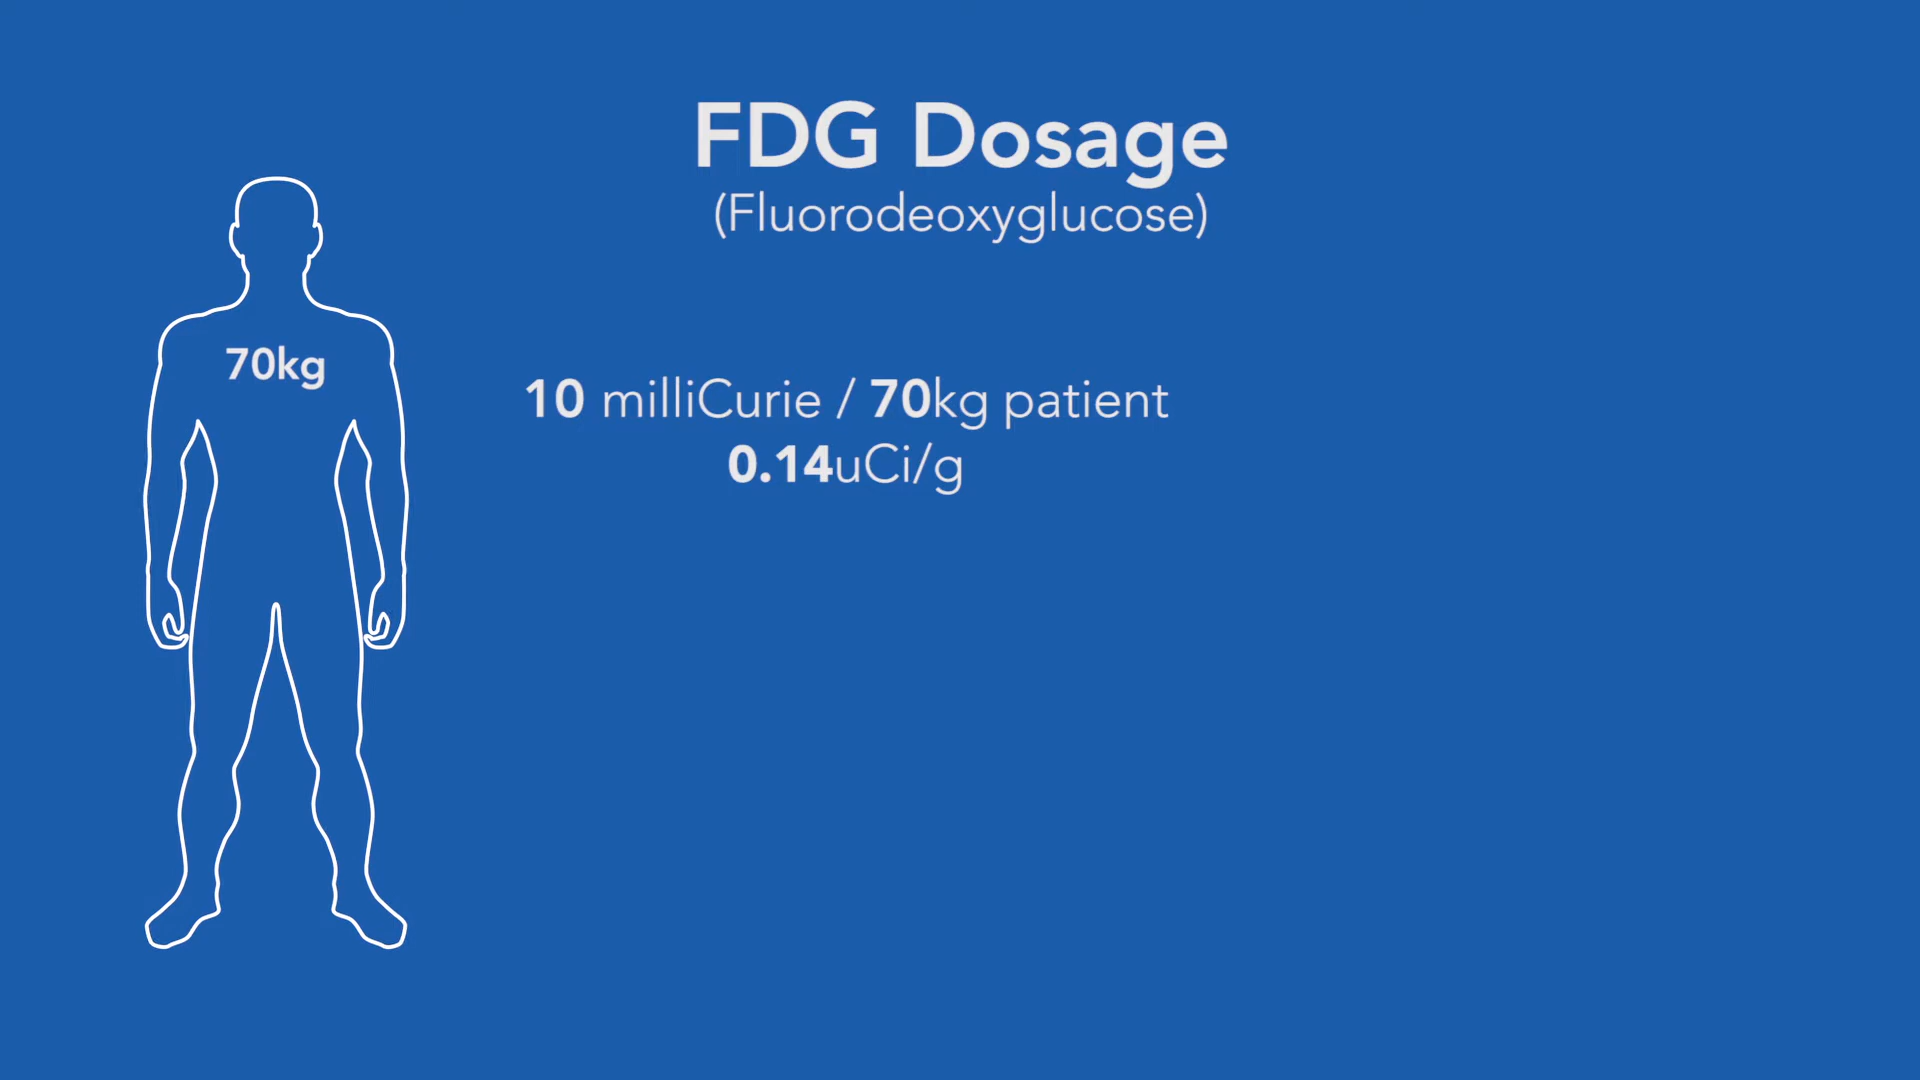 FDG Dosage
(Fluorodeoxyglucose)
70kg
10 milliCurie / 70kg patient
0.14uCi/g